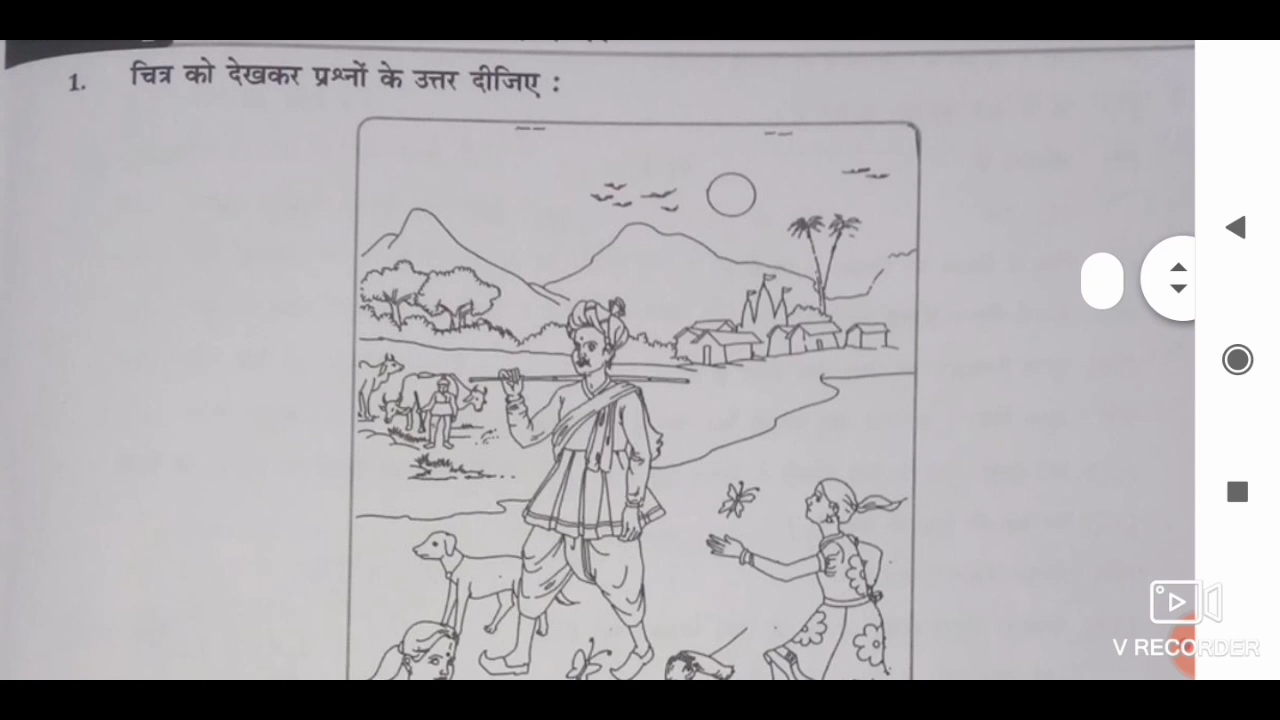 1. चित्र को देखकर प्रश्नों के उत्तर दीजिए :
V RECORDER